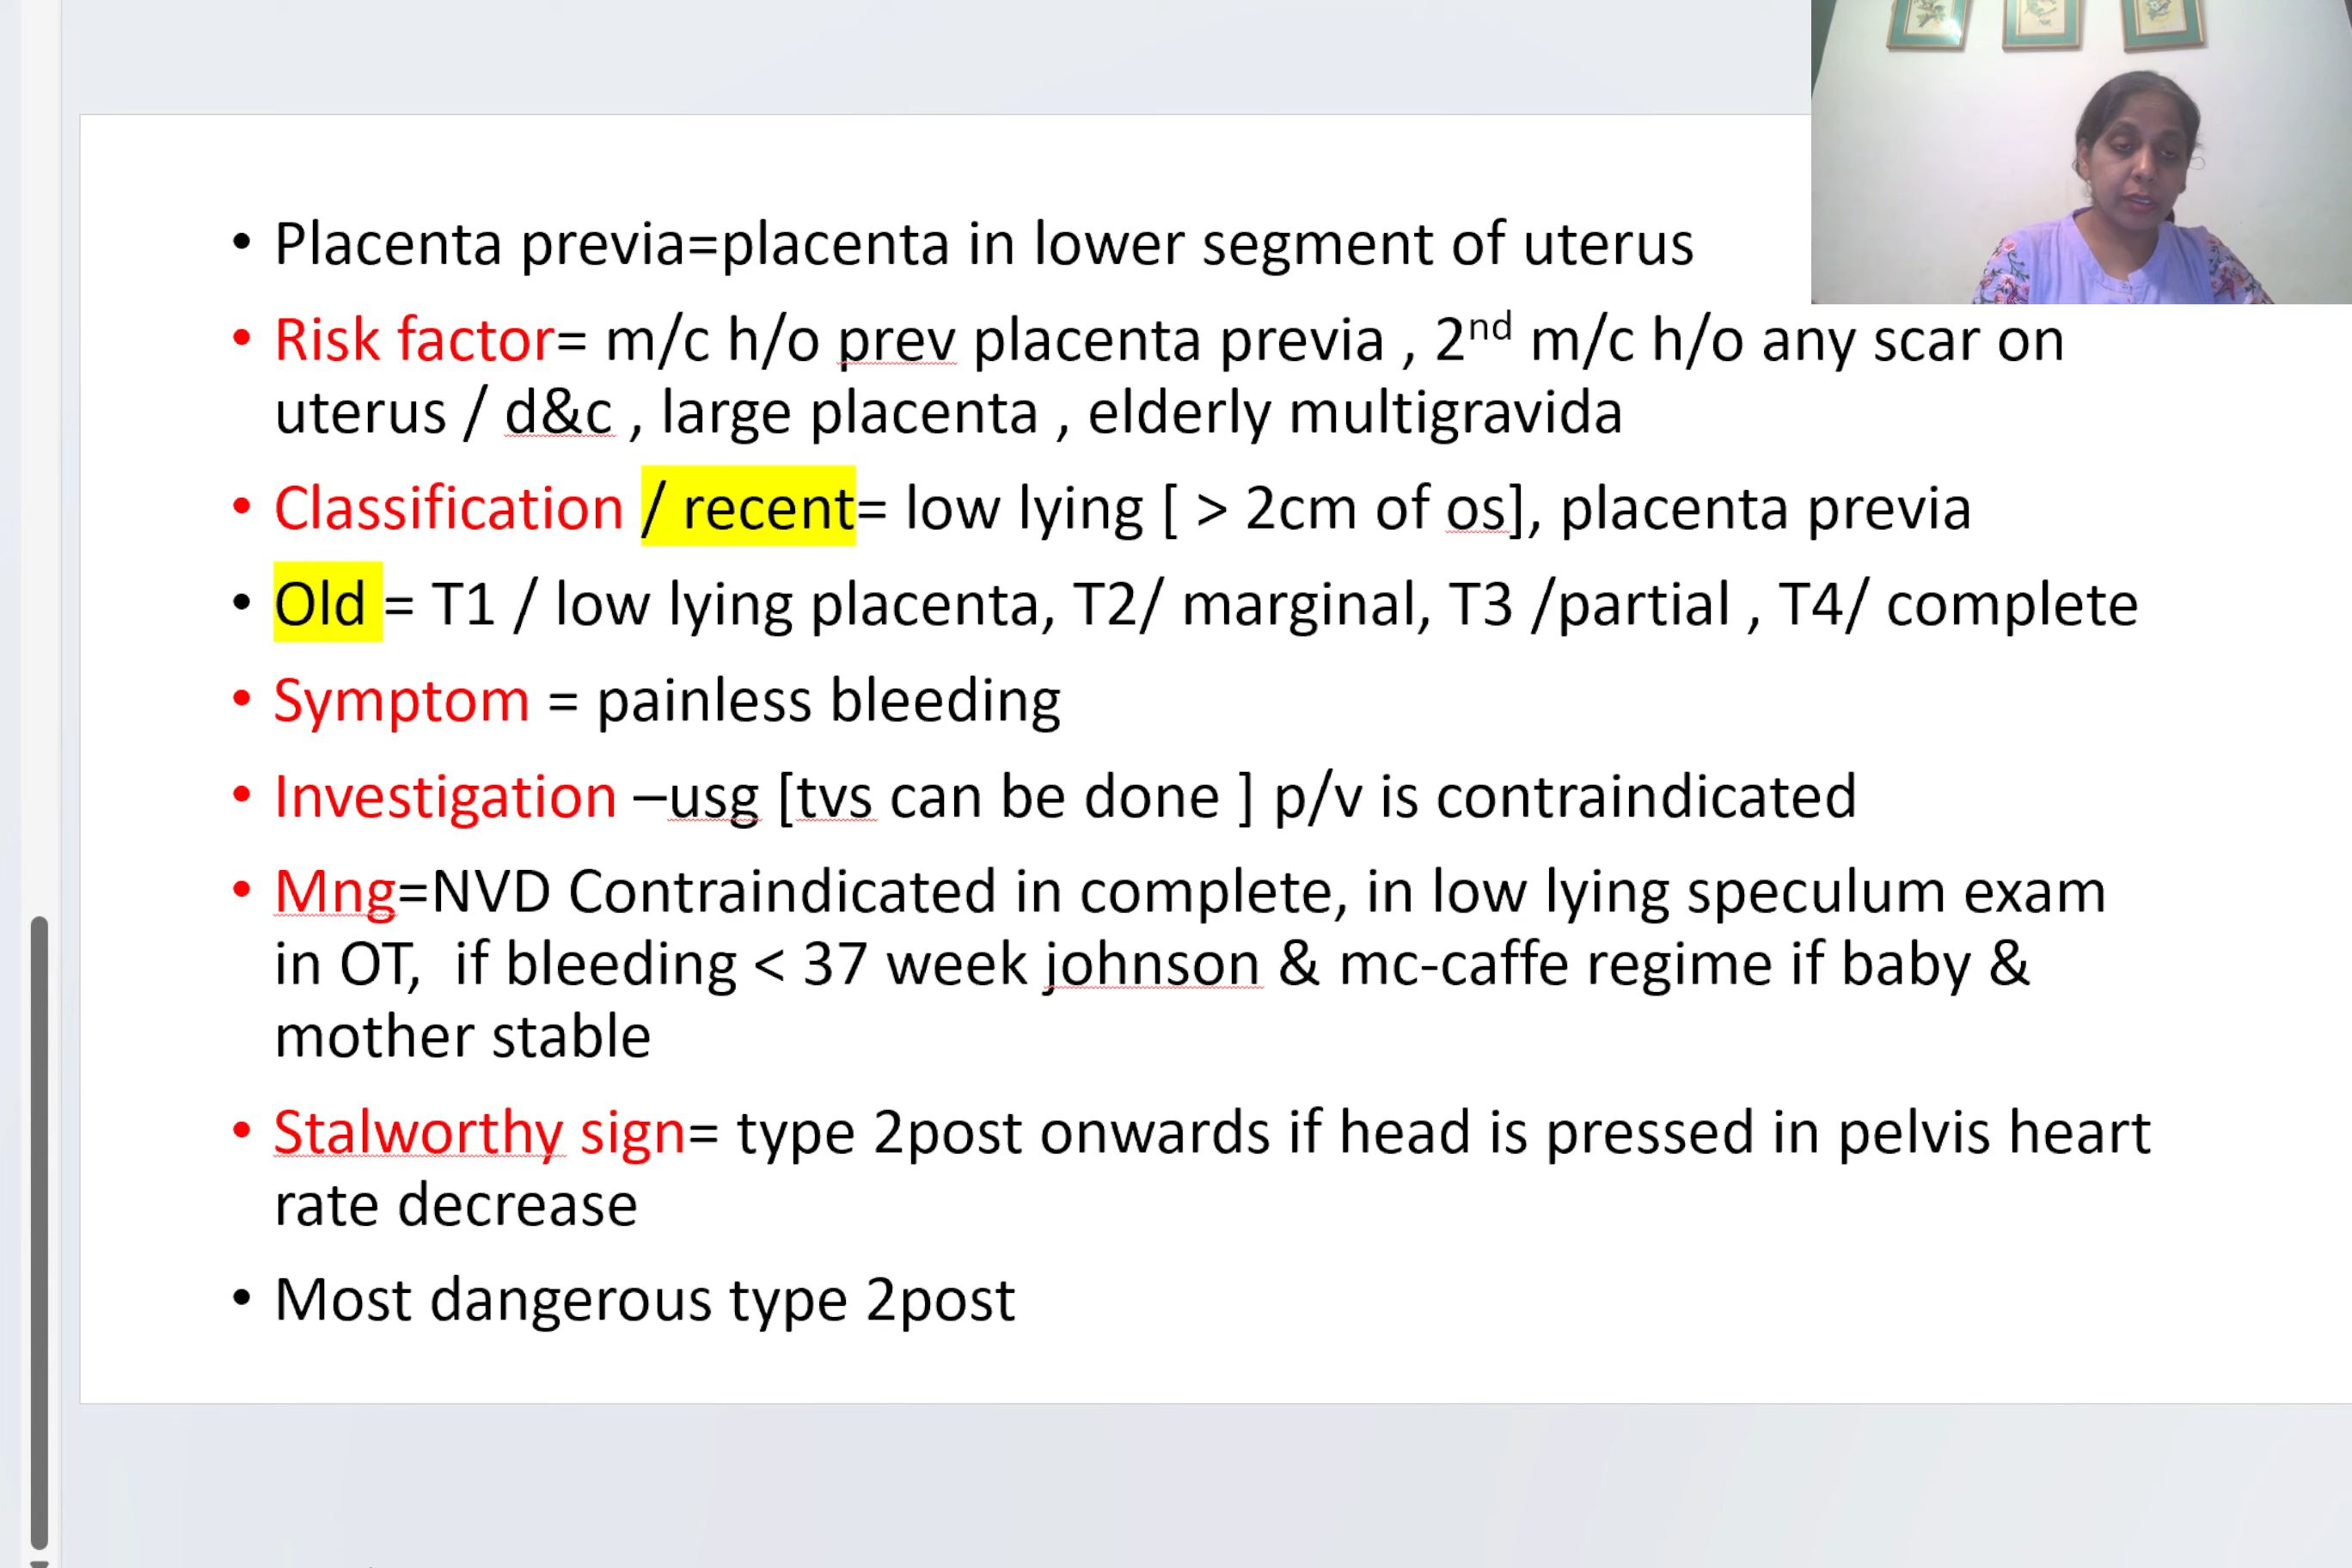 • Placenta previa=placenta in lower segment of uterus
• Risk factor= m/c h/o prev placenta previa , 2nd m/c h/o any scar on
uterus / d&c , large placenta , elderly multigravida
• Classification / recent= low lying [ > 2cm of os], placenta previa
• Old = T1 / low lying placenta, T2/ marginal, T3 /partial , T4/ complete
• Symptom = painless bleeding
• Investigation –usg [tvs can be done ] p/v is contraindicated
• Mng=NVD Contraindicated in complete, in low lying speculum exam
in OT, if bleeding < 37 week johnson & mc-caffe regime if baby &
mother stable
• Stalworthy sign= type 2post onwards if head is pressed in pelvis heart
rate decrease
• Most dangerous type 2post